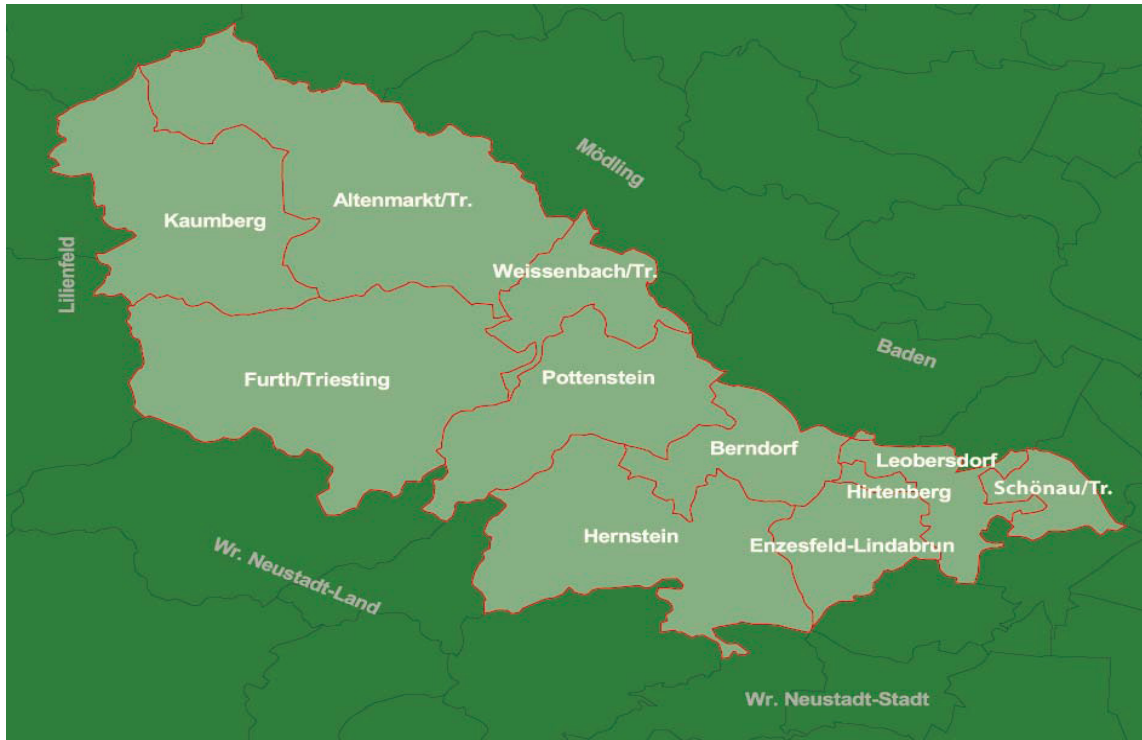 Mödling
Altenmarkt/Tr.
Kaumberg
Weissenbach/Tr.
Lilienfeld
Baden
Furth/Triesting
Pottenstein
Berndorf
Leobersdorf
Hirtenberg
Schönau/Tr.
Hernstein
Enzesfeld-Lindabrun
Wr. Neustadt-Land
Wr. Neustadt-Stadt